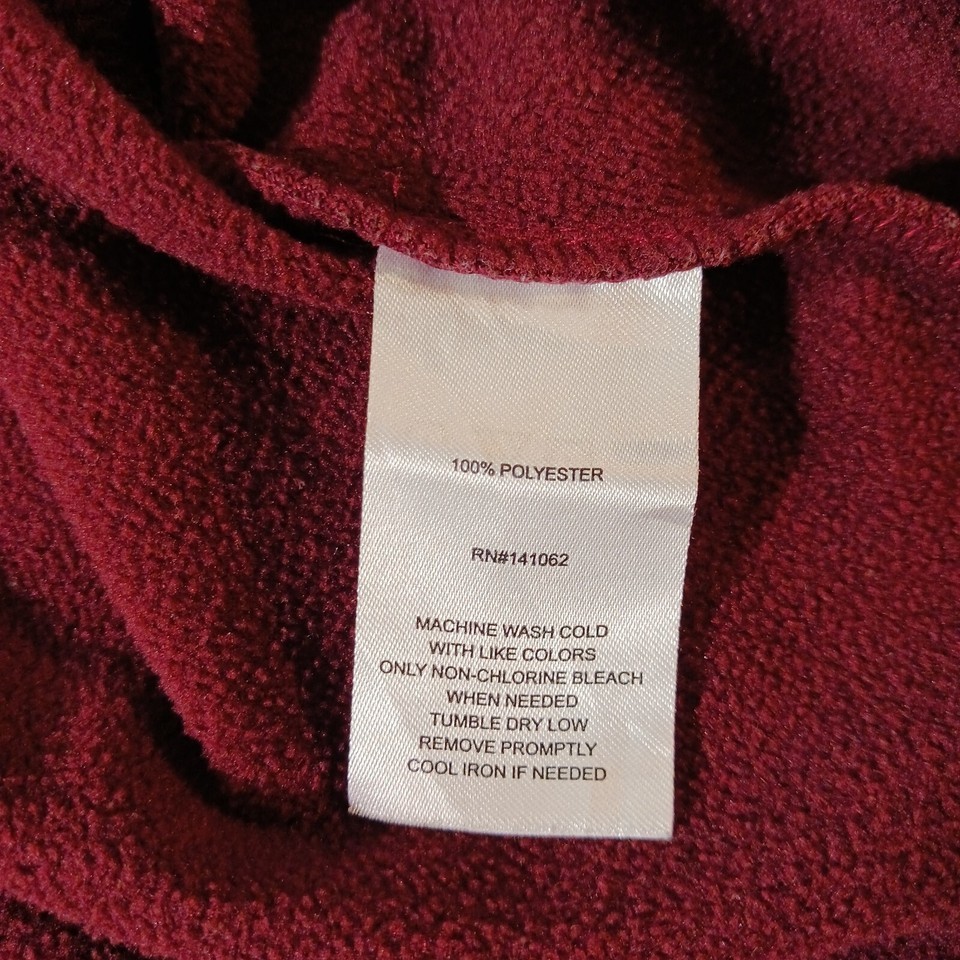 100% POLYESTER
RN#141062
MACHINE WASH COLD
WITH LIKE COLORS
ONLY NON-CHLORINE BLEACH
WHEN NEEDED
TUMBLE DRY LOW
REMOVE PROMPTLY
COOL IRON IF NEEDED